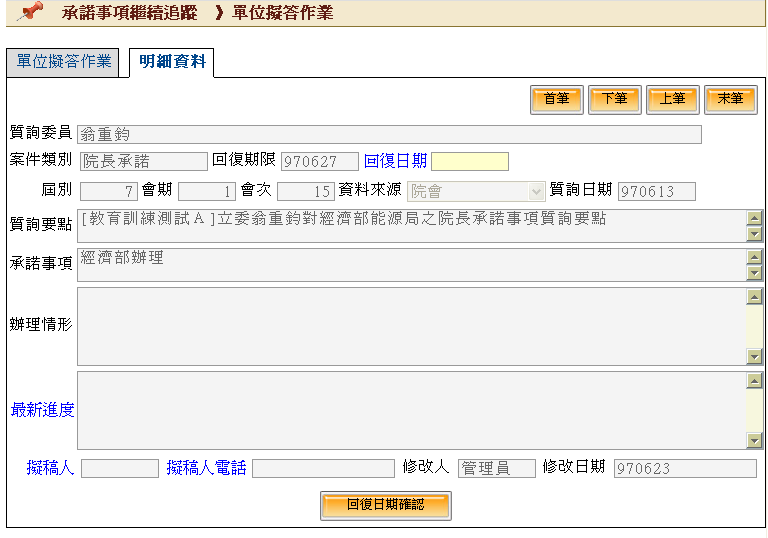 承諾事項繼續追蹤 》單位擬答作業
單位擬答作業 明細資料
首筆 下筆 上筆 末筆
質詢委員 翁重鈞
案件類別 院長承諾 回復期限 970627 回復日期
屆別 7 會期 1 會次 15 資料來源 院會 質詢日期 970613
質詢要點 [教育訓練測試A]立委翁重鈞對經濟部能源局之院長承諾事項質詢要點
承諾事項 經濟部辦理
辦理情形
最新進度
擬稿人 擬稿人電話 修改人 管理員 修改日期 970623
回復日期確認